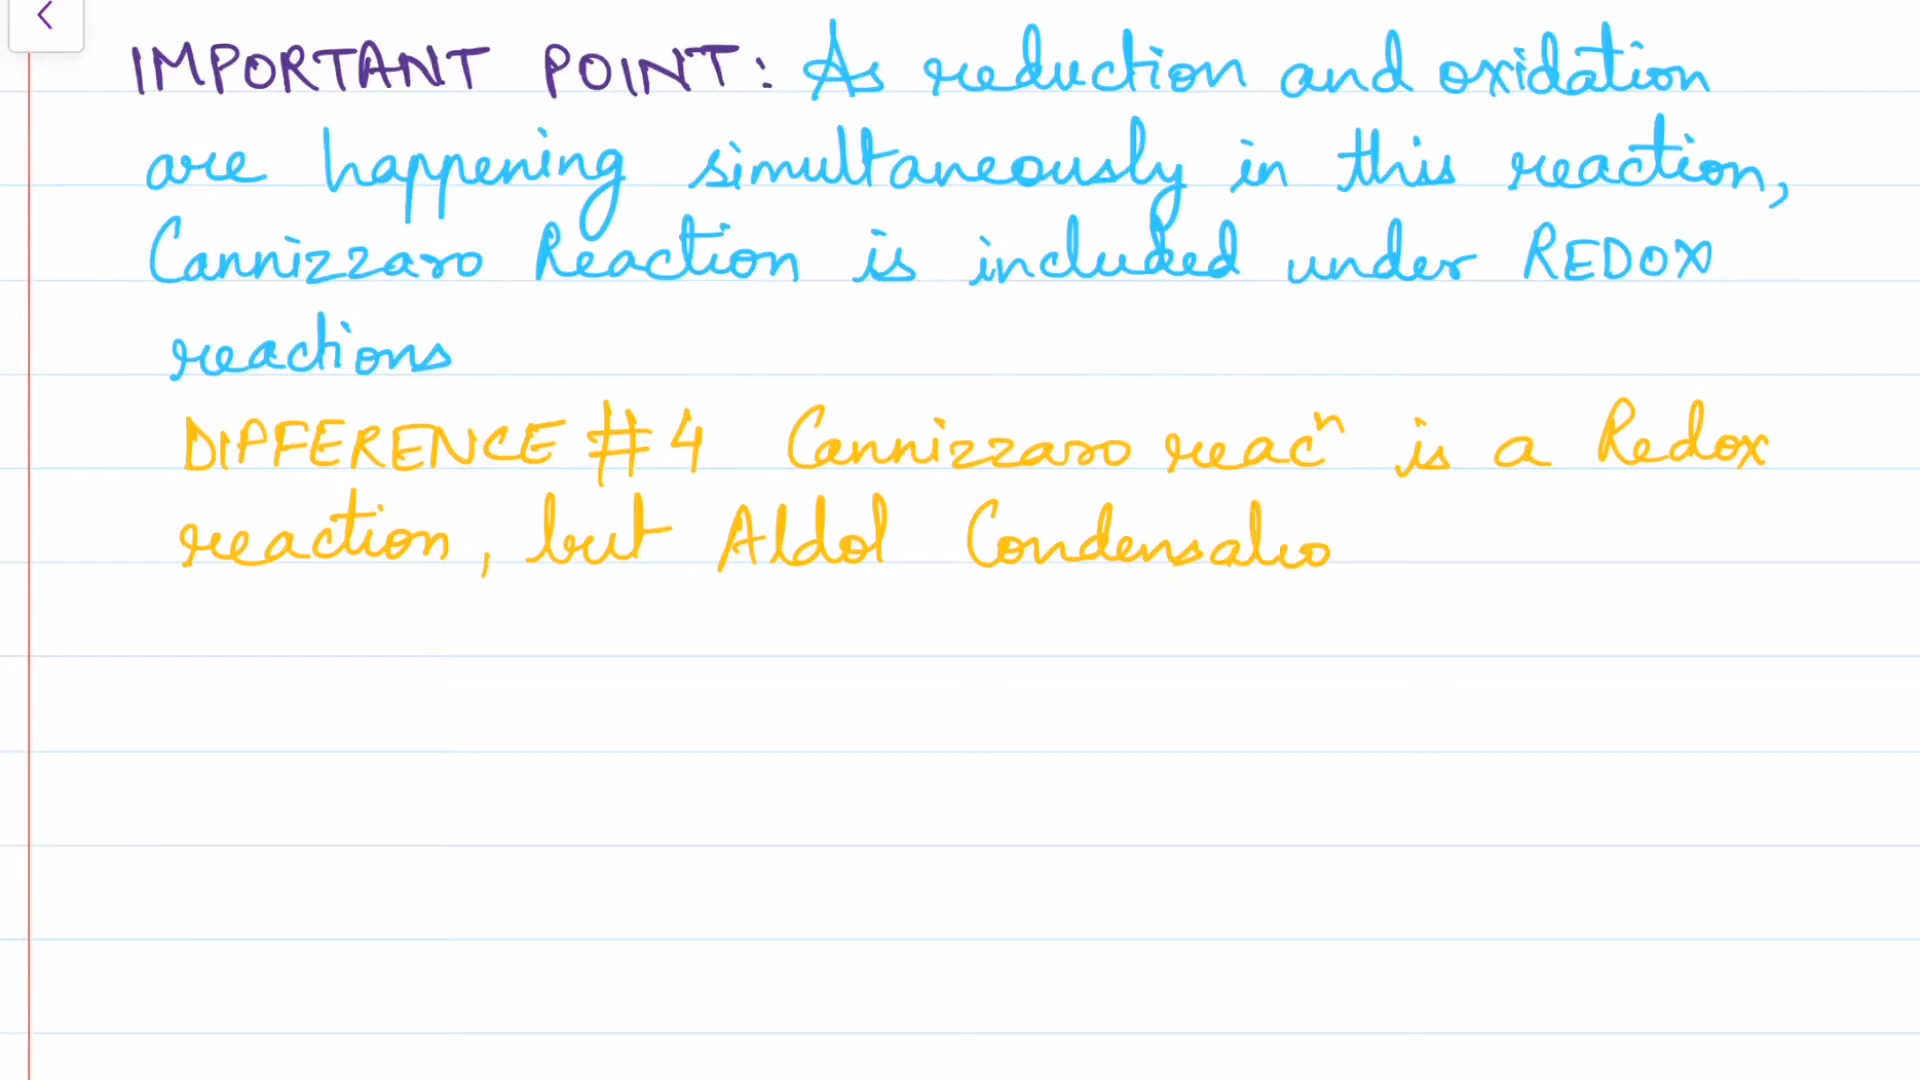 IMPORTANT POINT: As reduction and oxidation
are happening simultaneously in this reaction,
Cannizzaro Reaction is included under REDOX
reactions
DIFFERENCE #4 Cannizzaro reacⁿ is a Redox
reaction, but Aldol Condensatio